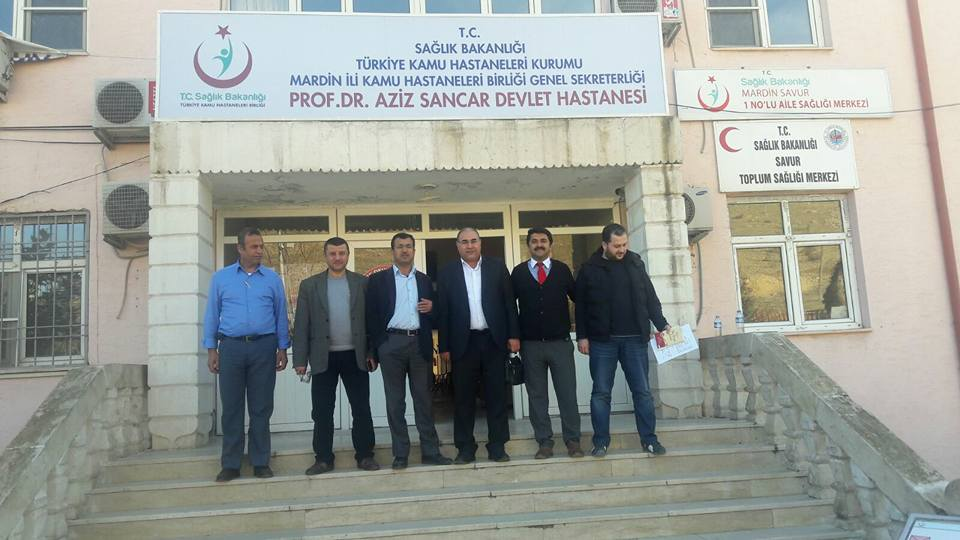 T.C.
SAĞLIK BAKANLIĞI
TÜRKİYE KAMU HASTANELERİ KURUMU
MARDİN İLİ KAMU HASTANELERİ BİRLİĞİ GENEL SEKRETERLİĞİ
PROF.DR. AZİZ SANCAR DEVLET HASTANESİ
T.C. Sağlık Bakanlığı
TÜRKİYE KAMU HASTANELERİ BİRLİĞİ
T.C.
Sağlık Bakanlığı
MARDİN SAVUR
1 NO'LU AİLE SAĞLIĞI MERKEZİ
T.C.
SAĞLIK BAKANLIĞI
SAVUR
TOPLUM SAĞLIĞI MERKEZİ